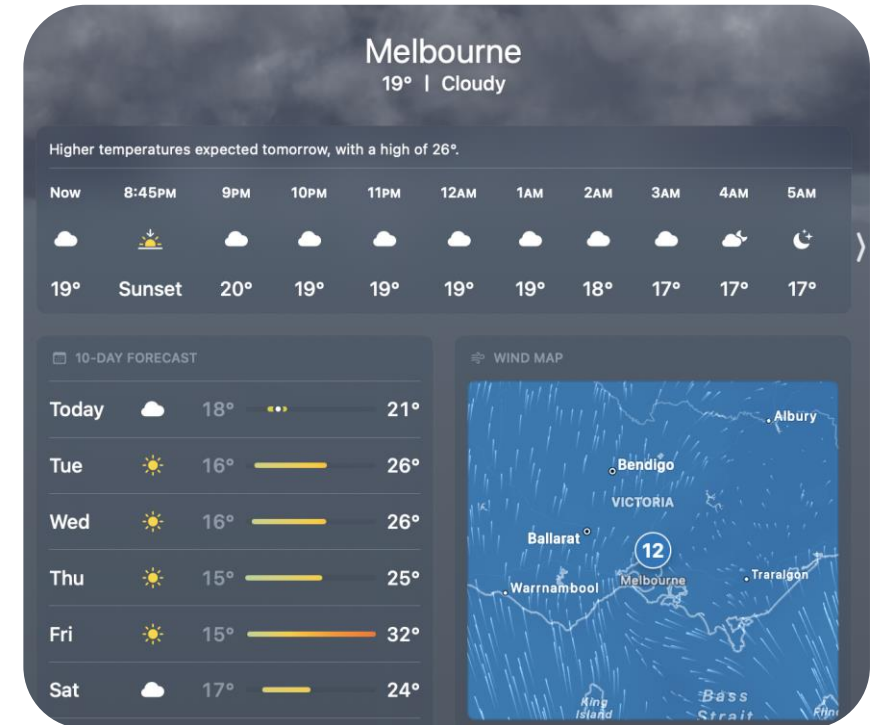 Melbourne
19° | Cloudy
Higher temperatures expected tomorrow, with a high of 26°.
Now 8:45PM 9PM 10PM 11PM 12AM 1AM 2AM 3AM 4AM 5AM
19° Sunset 20° 19° 19° 19° 19° 18° 17° 17° 17°
10-DAY FORECAST
Today 18° 21°
Tue 16° 26°
Wed 16° 26°
Thu 15° 25°
Fri 15° 32°
Sat 17° 24°
WIND MAP
Albury
Bendigo
VICTORIA
Ballarat
12
Melbourne
Traralgon
Warrnambool
King
Island
Bass
Strait